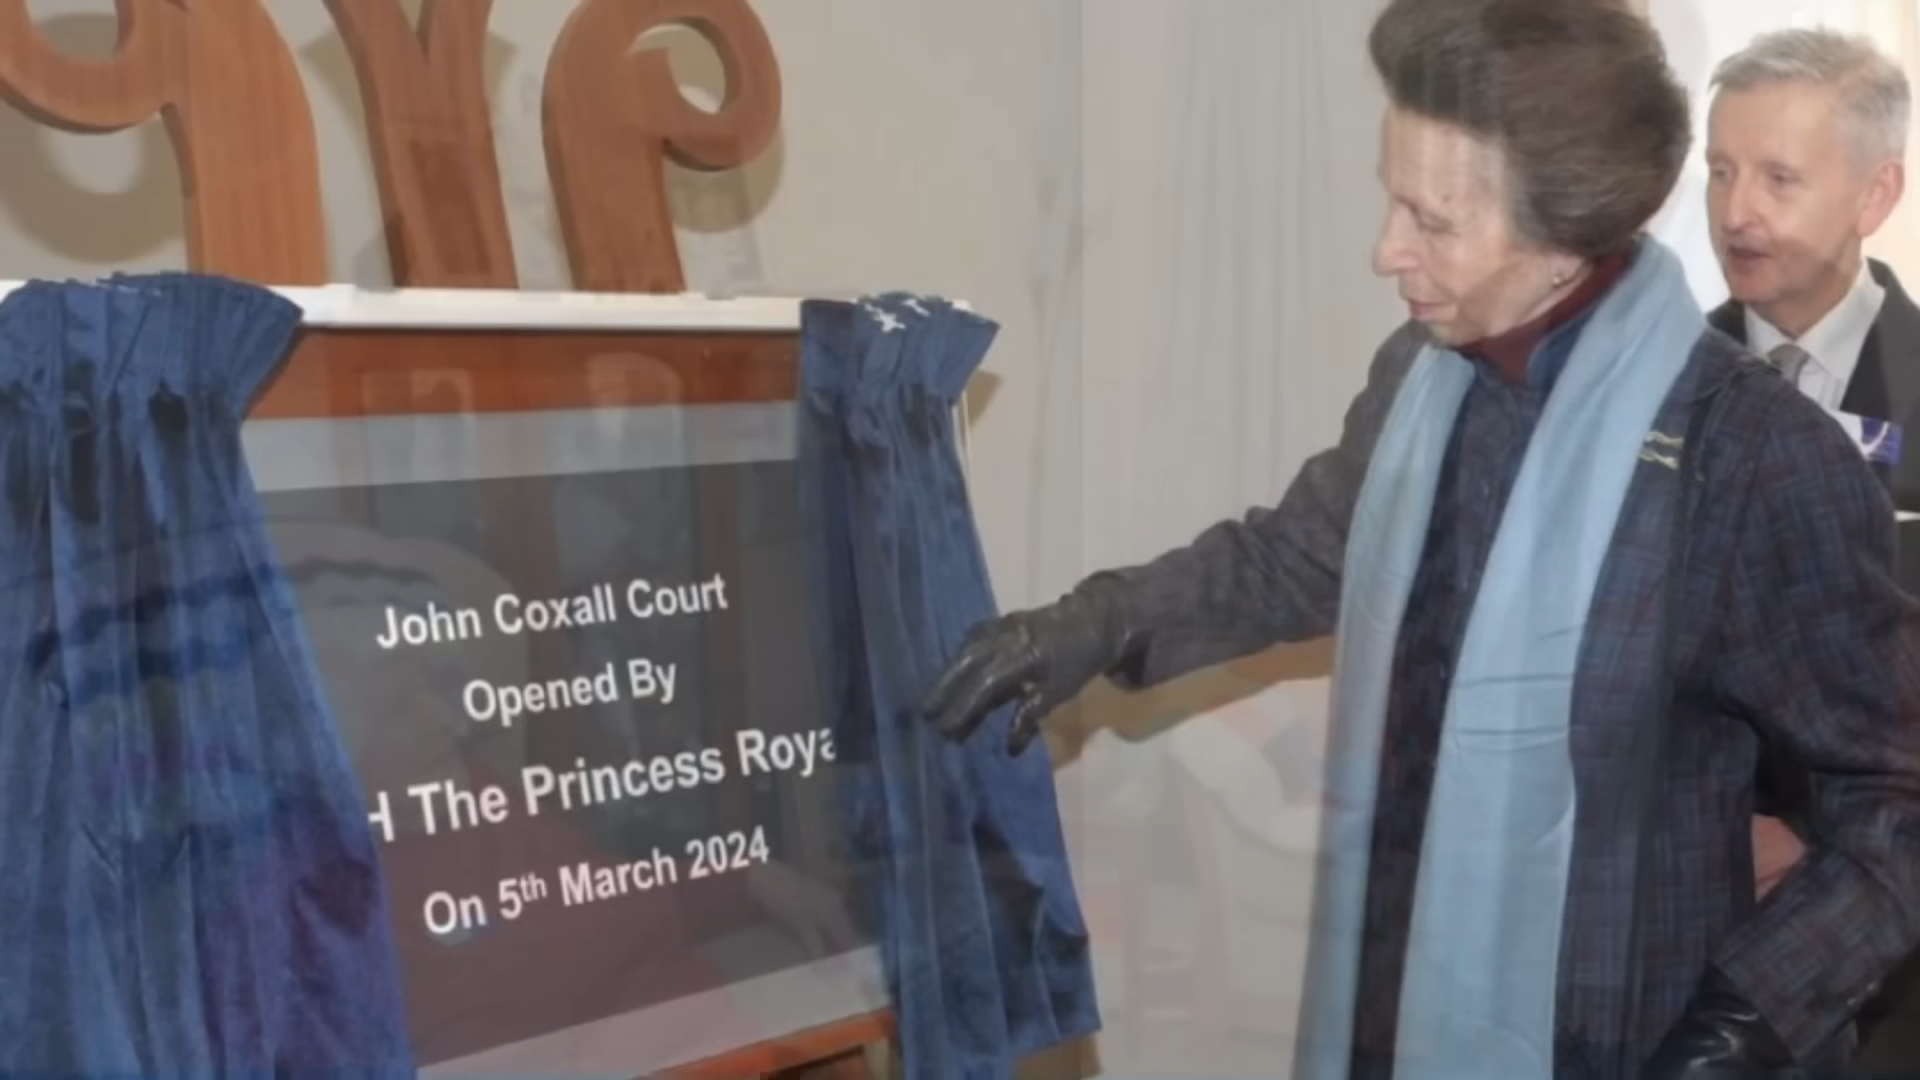 John Coxall Court
Opened By
H The Princess Roya
On 5th March 2024